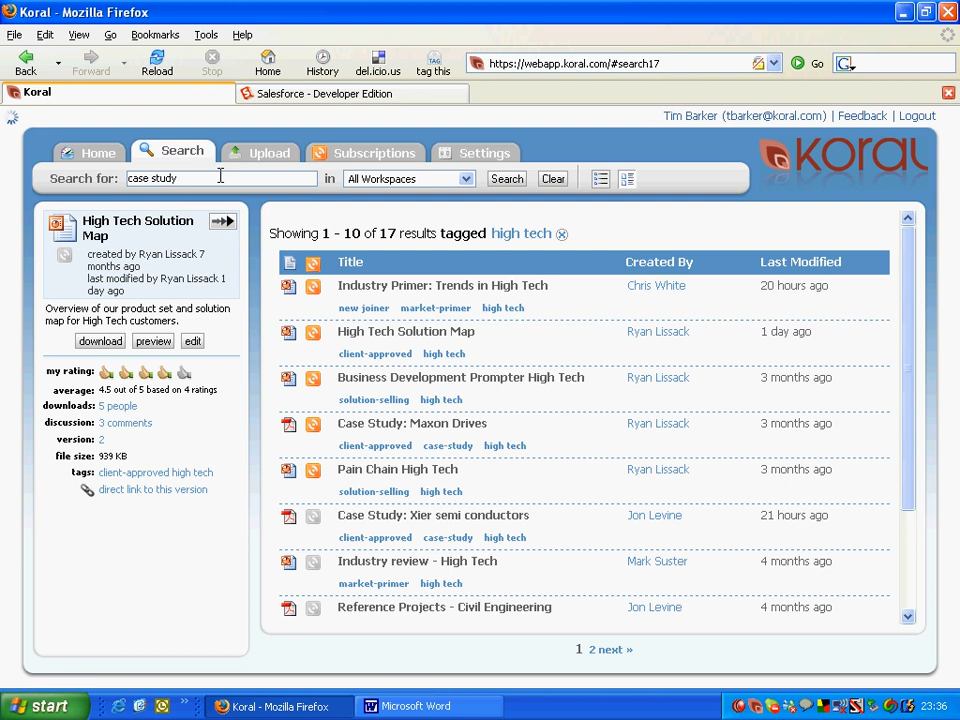 Koral - Mozilla Firefox
File Edit View Go Bookmarks Tools Help
Back Forward Reload Stop Home History del.icio.us tag this https://webapp.koral.com/#search17 Go
TAG
Koral Salesforce - Developer Edition
Tim Barker (tbarker@koral.com) | Feedback | Logout
Home Search Upload Subscriptions Settings
koral
Search for: case study in All Workspaces Search Clear
High Tech Solution
Map
created by Ryan Lissack 7
months ago
last modified by Ryan Lissack 1
day ago
Overview of our product set and solution
map for High Tech customers.
download preview edit
my rating:
average: 4.5 out of 5 based on 4 ratings
downloads: 5 people
discussion: 3 comments
version: 2
file size: 939 KB
tags: client-approved high tech
direct link to this version
Showing 1 - 10 of 17 results tagged high tech
Title Created By Last Modified
Industry Primer: Trends in High Tech Chris White 20 hours ago
new joiner market-primer high tech
High Tech Solution Map Ryan Lissack 1 day ago
client-approved high tech
Business Development Prompter High Tech Ryan Lissack 3 months ago
solution-selling high tech
Case Study: Maxon Drives Ryan Lissack 3 months ago
client-approved case-study high tech
Pain Chain High Tech Ryan Lissack 3 months ago
solution-selling high tech
Case Study: Xier semi conductors Jon Levine 21 hours ago
client-approved case-study high tech
Industry review - High Tech Mark Suster 4 months ago
market-primer high tech
Reference Projects - Civil Engineering Jon Levine 4 months ago
1 2 next »
start Koral - Mozilla Firefox Microsoft Word 23:36